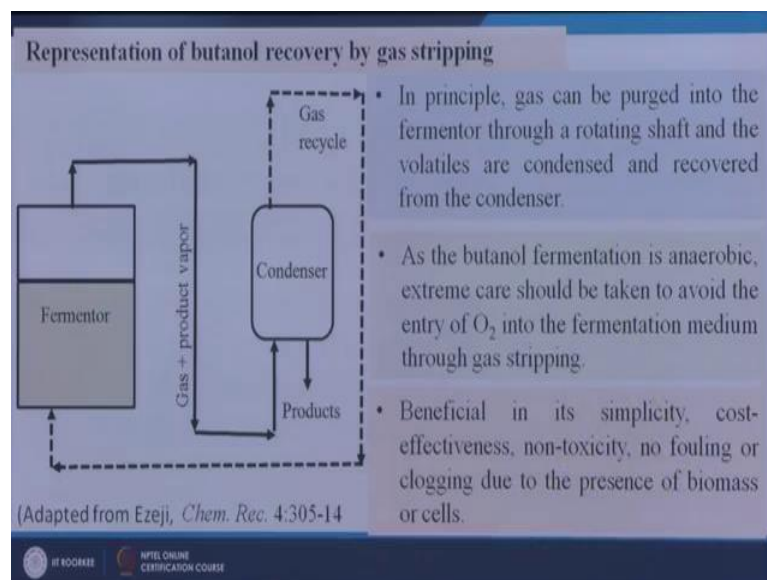 Representation of butanol recovery by gas stripping
Gas
recycle
Gas + product vapor
Condenser
Fermentor
Products
(Adapted from Ezeji, Chem. Rec. 4:305-14
• In principle, gas can be purged into the
fermentor through a rotating shaft and the
volatiles are condensed and recovered
from the condenser.
• As the butanol fermentation is anaerobic,
extreme care should be taken to avoid the
entry of O₂ into the fermentation medium
through gas stripping.
• Beneficial in its simplicity, cost-
effectiveness, non-toxicity, no fouling or
clogging due to the presence of biomass
or cells.
IIT ROORKEE
NPTEL ONLINE
CERTIFICATION COURSE